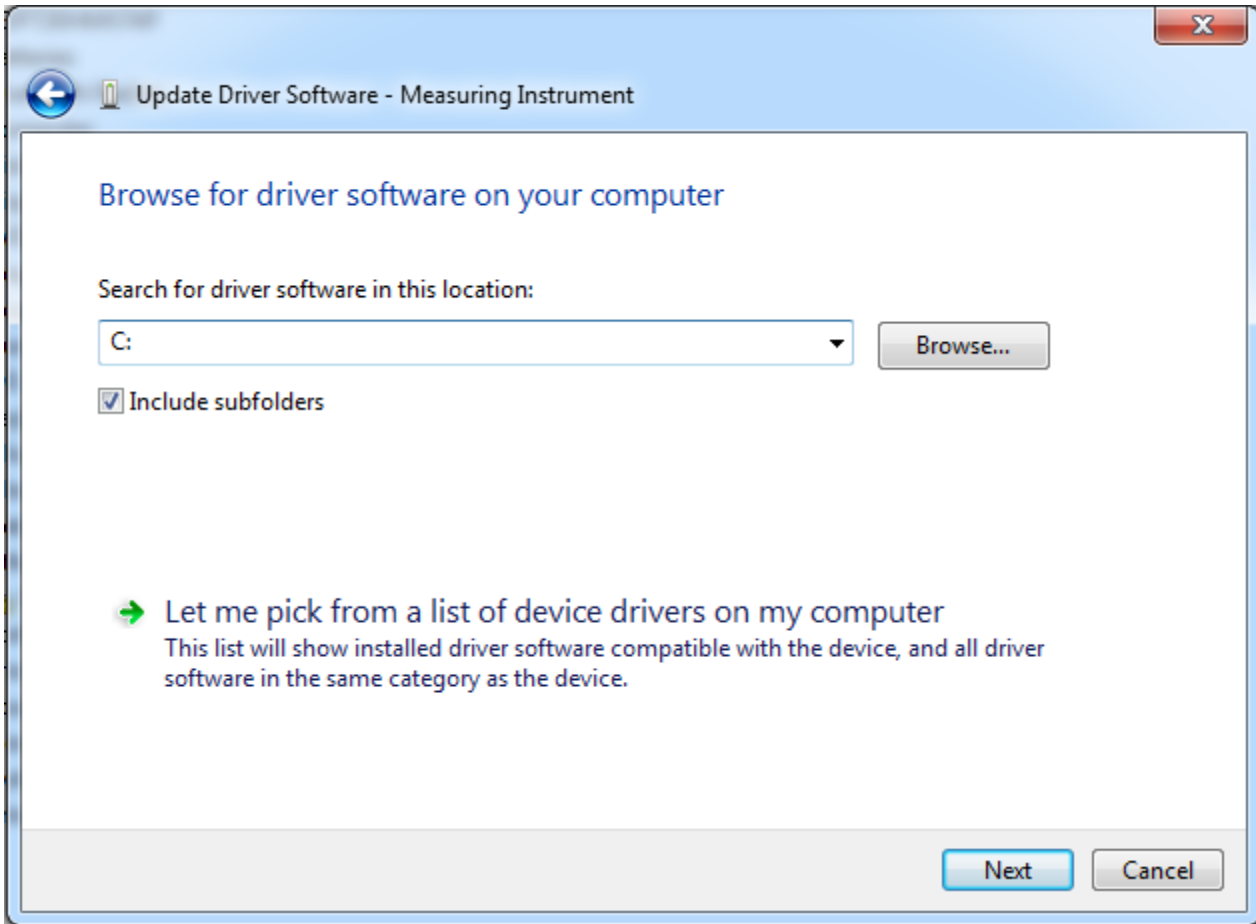 Update Driver Software - Measuring Instrument
Browse for driver software on your computer
Search for driver software in this location:
C:
Browse...
Include subfolders
Let me pick from a list of device drivers on my computer
This list will show installed driver software compatible with the device, and all driver
software in the same category as the device.
Next
Cancel